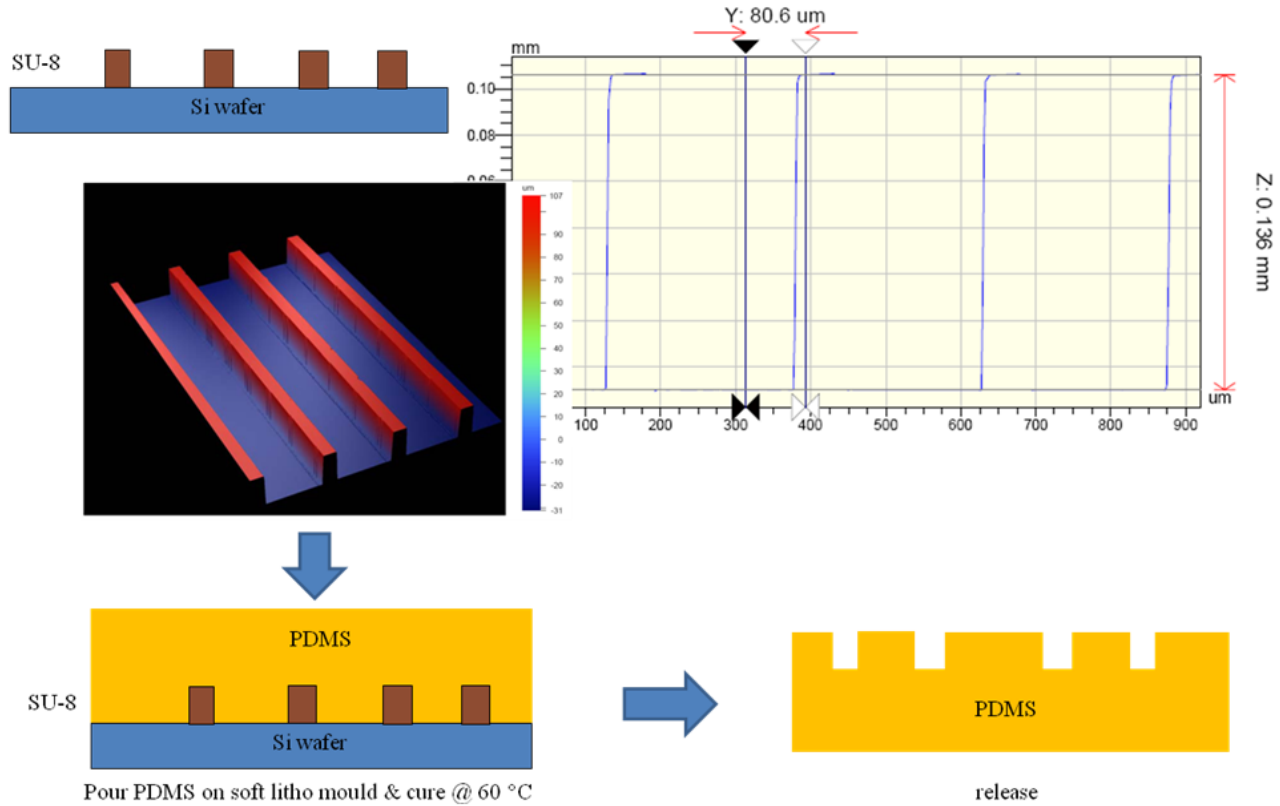 Y: 80.6 um
mm
SU-8
Si wafer
0.10
0.08
Z: 0.136 mm
um
107
90
80
70
60
50
40
30
20
10
0
-10
-20
-31
um
100 200 300 400 500 600 700 800 900
PDMS
SU-8
Si wafer
PDMS
Pour PDMS on soft litho mould & cure @ 60 °C
release